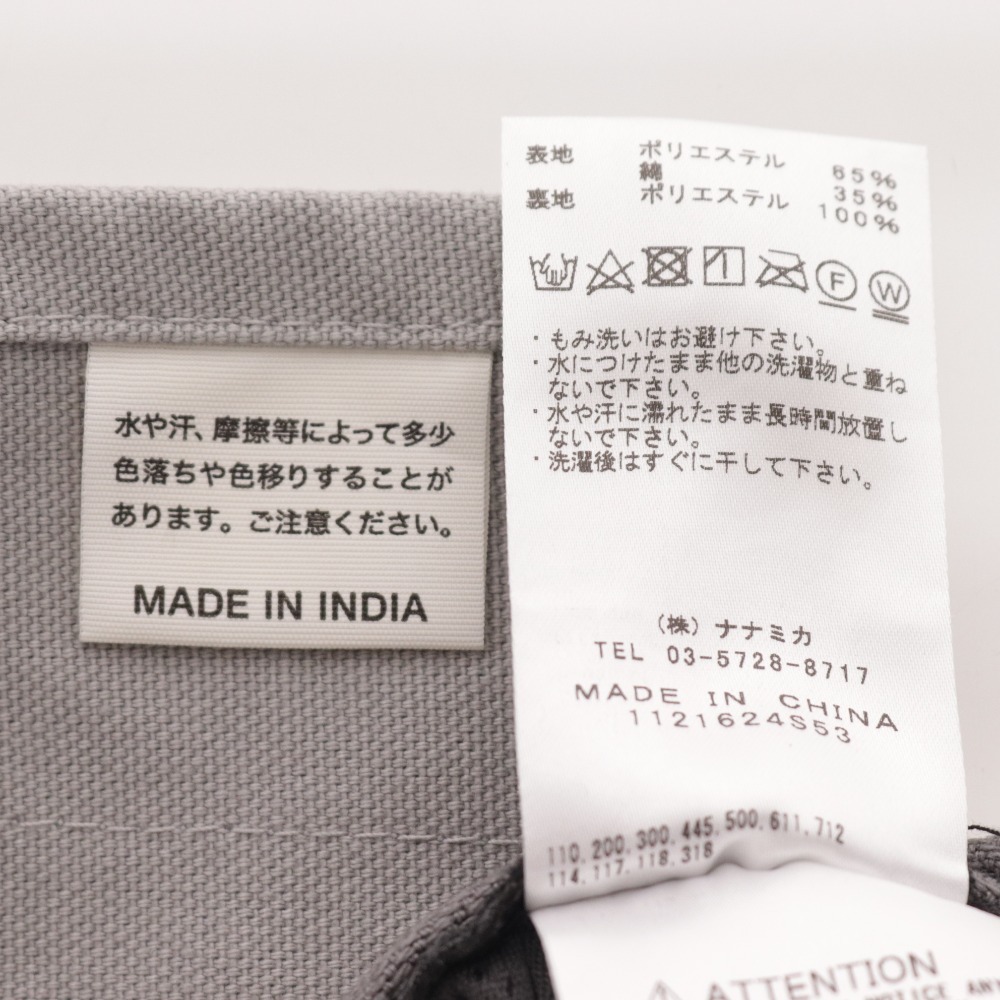 水や汗、摩擦等によって多少
色落ちや色移りすることが
あります。ご注意ください。
MADE IN INDIA
表地 ポリエステル 65%
綿 35%
裏地 ポリエステル 100%
F W
・もみ洗いはお避け下さい。
・水につけたまま他の洗濯物と重ね
ないで下さい。
・水や汗に濡れたまま長時間放置し
ないで下さい。
・洗濯後はすぐに干して下さい。
（株）ナナミカ
TEL 03-5728-8717
MADE IN CHINA
1121624S53
110.200.300.445.500.611.712
114.117.118.318
ATTENTION